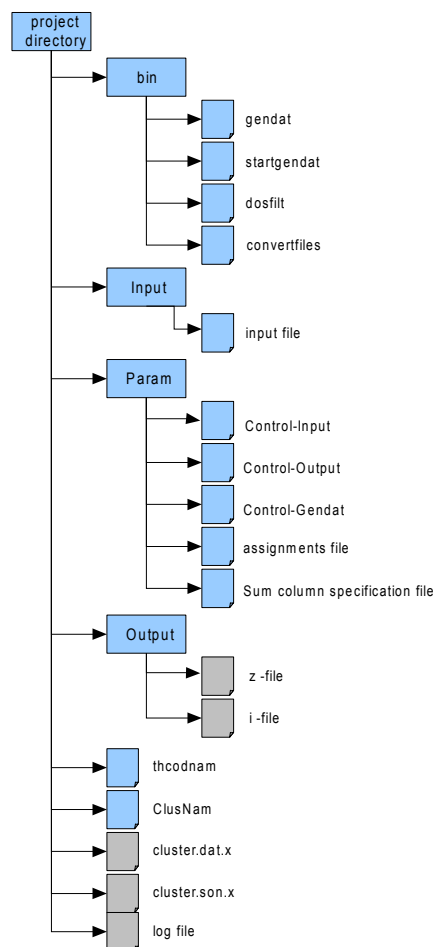 project
directory
bin
gendat
startgendat
dosfilt
convertfiles
Input
input file
Param
Control-Input
Control-Output
Control-Gendat
assignments file
Sum column specification file
Output
z -file
i -file
thcodnam
ClusNam
cluster.dat.x
cluster.son.x
log file